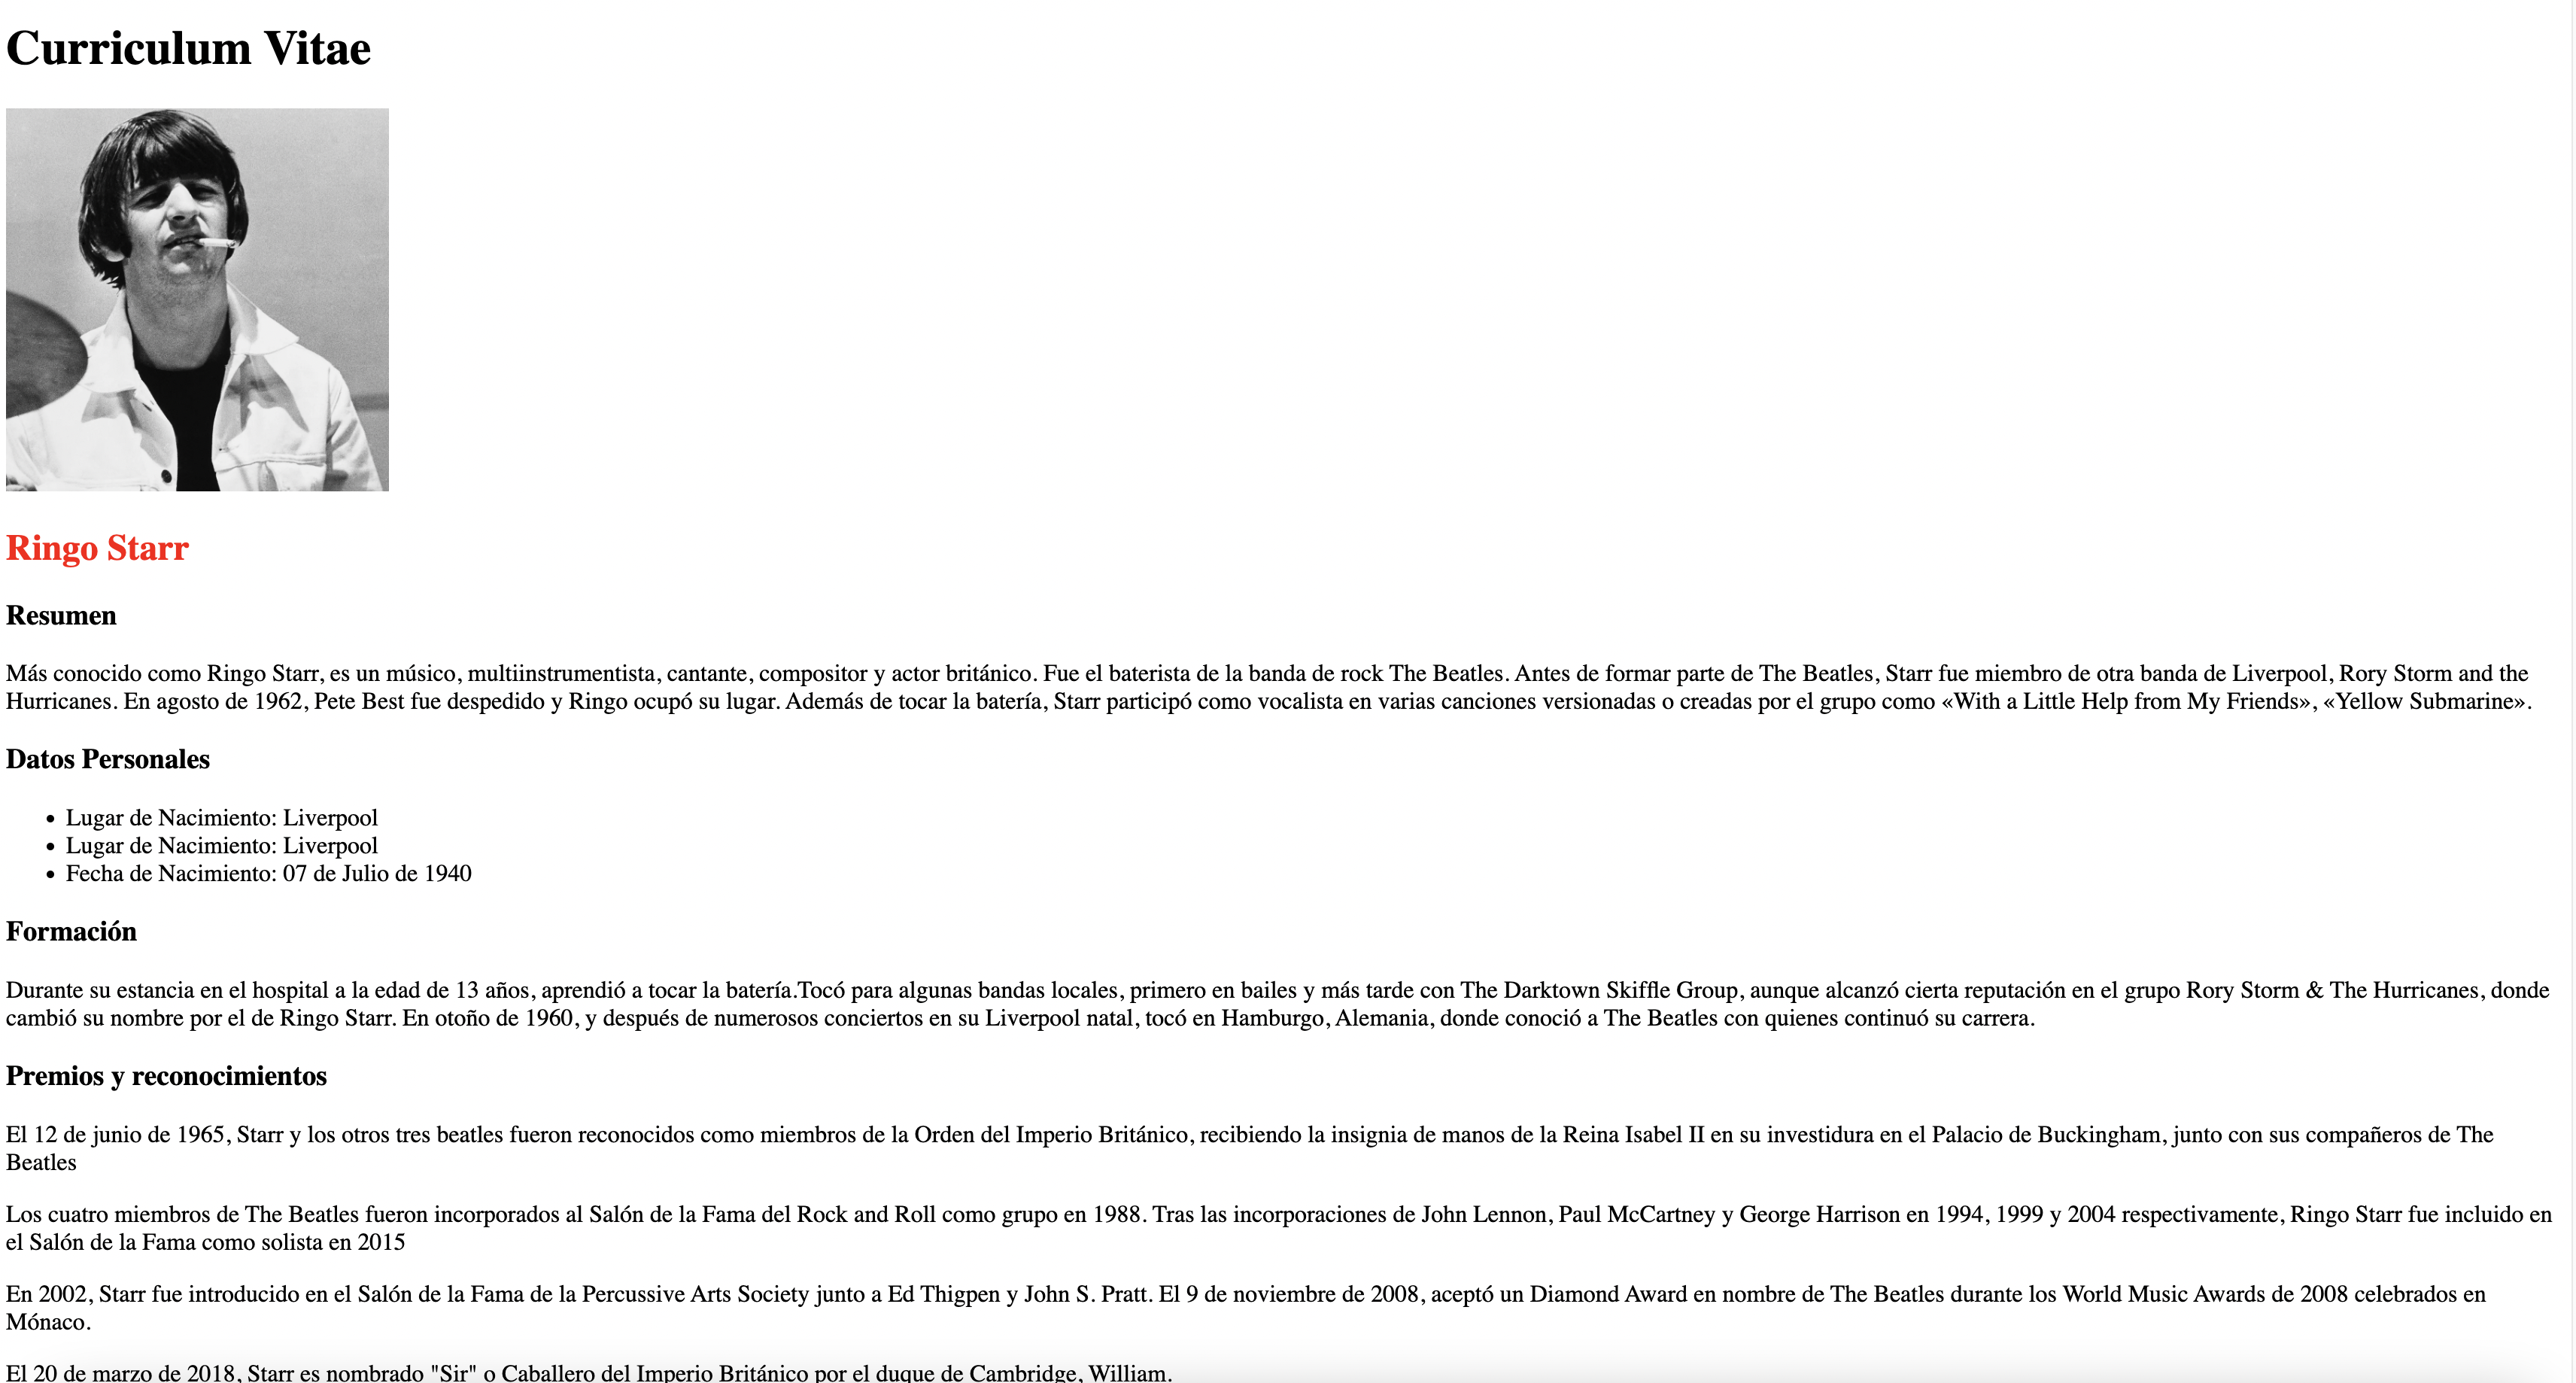 Curriculum Vitae
Ringo Starr
Resumen
Más conocido como Ringo Starr, es un músico, multiinstrumentista, cantante, compositor y actor británico. Fue el baterista de la banda de rock The Beatles. Antes de formar parte de The Beatles, Starr fue miembro de otra banda de Liverpool, Rory Storm and the
Hurricanes. En agosto de 1962, Pete Best fue despedido y Ringo ocupó su lugar. Además de tocar la batería, Starr participó como vocalista en varias canciones versionadas o creadas por el grupo como «With a Little Help from My Friends», «Yellow Submarine».
Datos Personales
• Lugar de Nacimiento: Liverpool
• Lugar de Nacimiento: Liverpool
• Fecha de Nacimiento: 07 de Julio de 1940
Formación
Durante su estancia en el hospital a la edad de 13 años, aprendió a tocar la batería.Tocó para algunas bandas locales, primero en bailes y más tarde con The Darktown Skiffle Group, aunque alcanzó cierta reputación en el grupo Rory Storm & The Hurricanes, donde
cambió su nombre por el de Ringo Starr. En otoño de 1960, y después de numerosos conciertos en su Liverpool natal, tocó en Hamburgo, Alemania, donde conoció a The Beatles con quienes continuó su carrera.
Premios y reconocimientos
El 12 de junio de 1965, Starr y los otros tres beatles fueron reconocidos como miembros de la Orden del Imperio Británico, recibiendo la insignia de manos de la Reina Isabel II en su investidura en el Palacio de Buckingham, junto con sus compañeros de The
Beatles
Los cuatro miembros de The Beatles fueron incorporados al Salón de la Fama del Rock and Roll como grupo en 1988. Tras las incorporaciones de John Lennon, Paul McCartney y George Harrison en 1994, 1999 y 2004 respectivamente, Ringo Starr fue incluido en
el Salón de la Fama como solista en 2015
En 2002, Starr fue introducido en el Salón de la Fama de la Percussive Arts Society junto a Ed Thigpen y John S. Pratt. El 9 de noviembre de 2008, aceptó un Diamond Award en nombre de The Beatles durante los World Music Awards de 2008 celebrados en
Mónaco.
El 20 de marzo de 2018, Starr es nombrado "Sir" o Caballero del Imperio Británico por el duque de Cambridge, William.